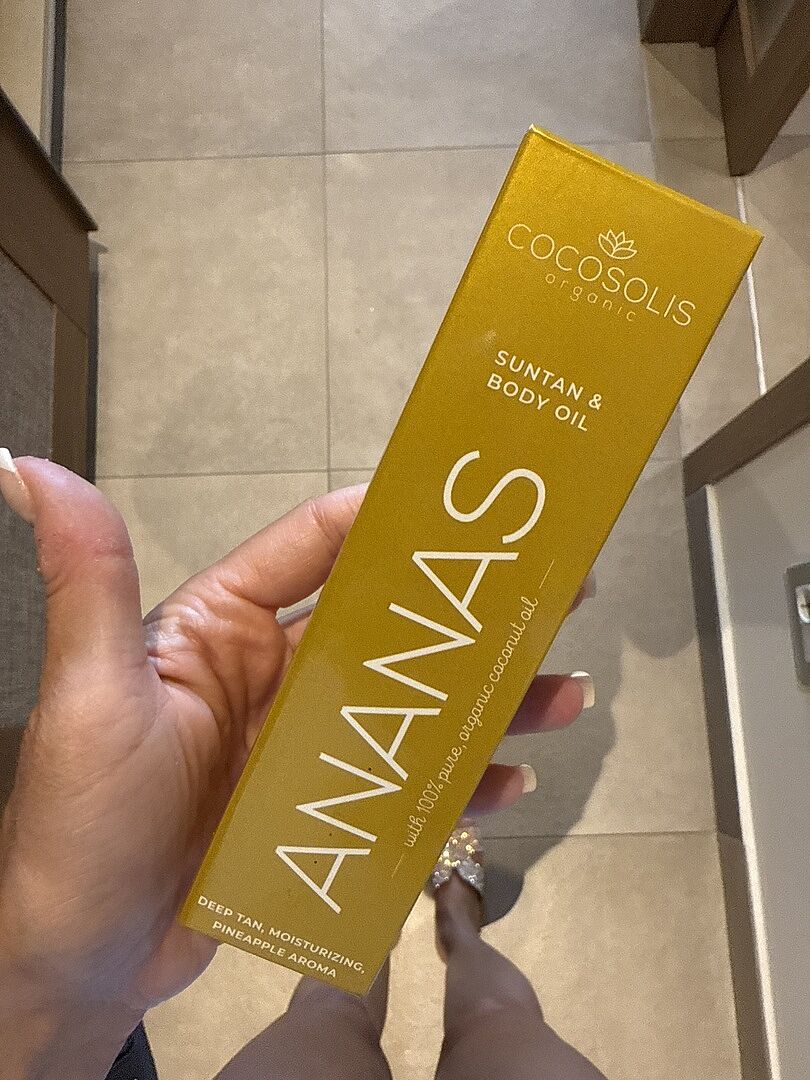 COCOSOLIS
organic
SUNTAN &
BODY OIL
ANANAS
with 100% pure, organic coconut oil
DEEP TAN, MOISTURIZING,
PINEAPPLE AROMA